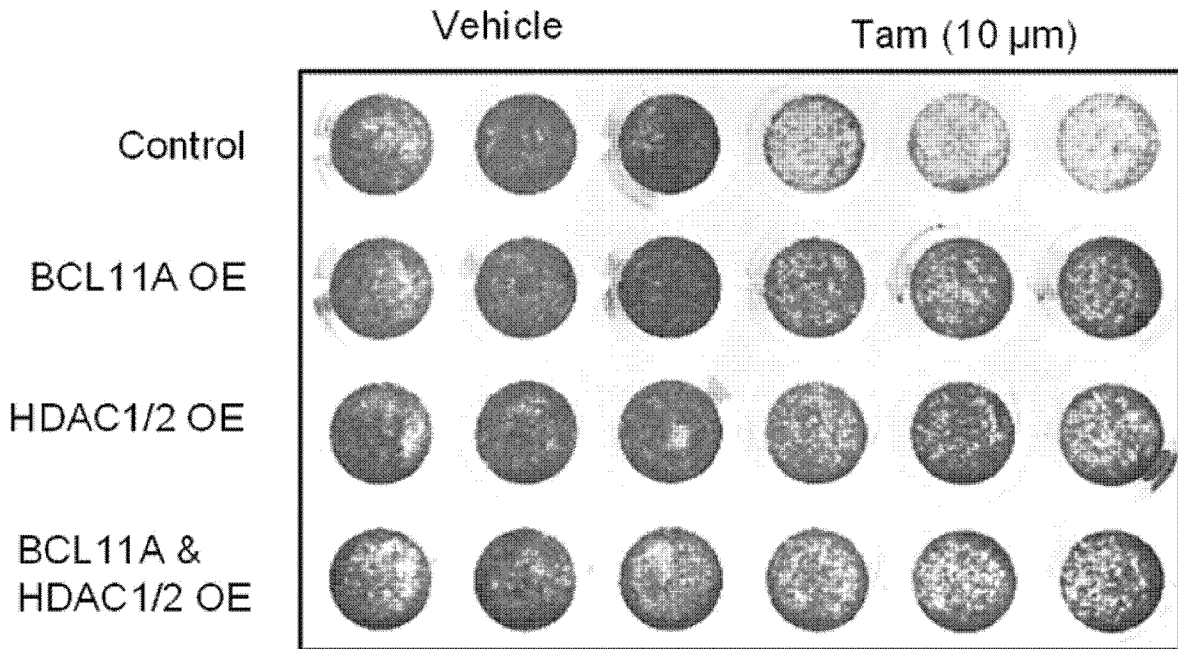 Vehicle
Tam (10 µm)
Control
BCL11A OE
HDAC1/2 OE
BCL11A &
HDAC1/2 OE